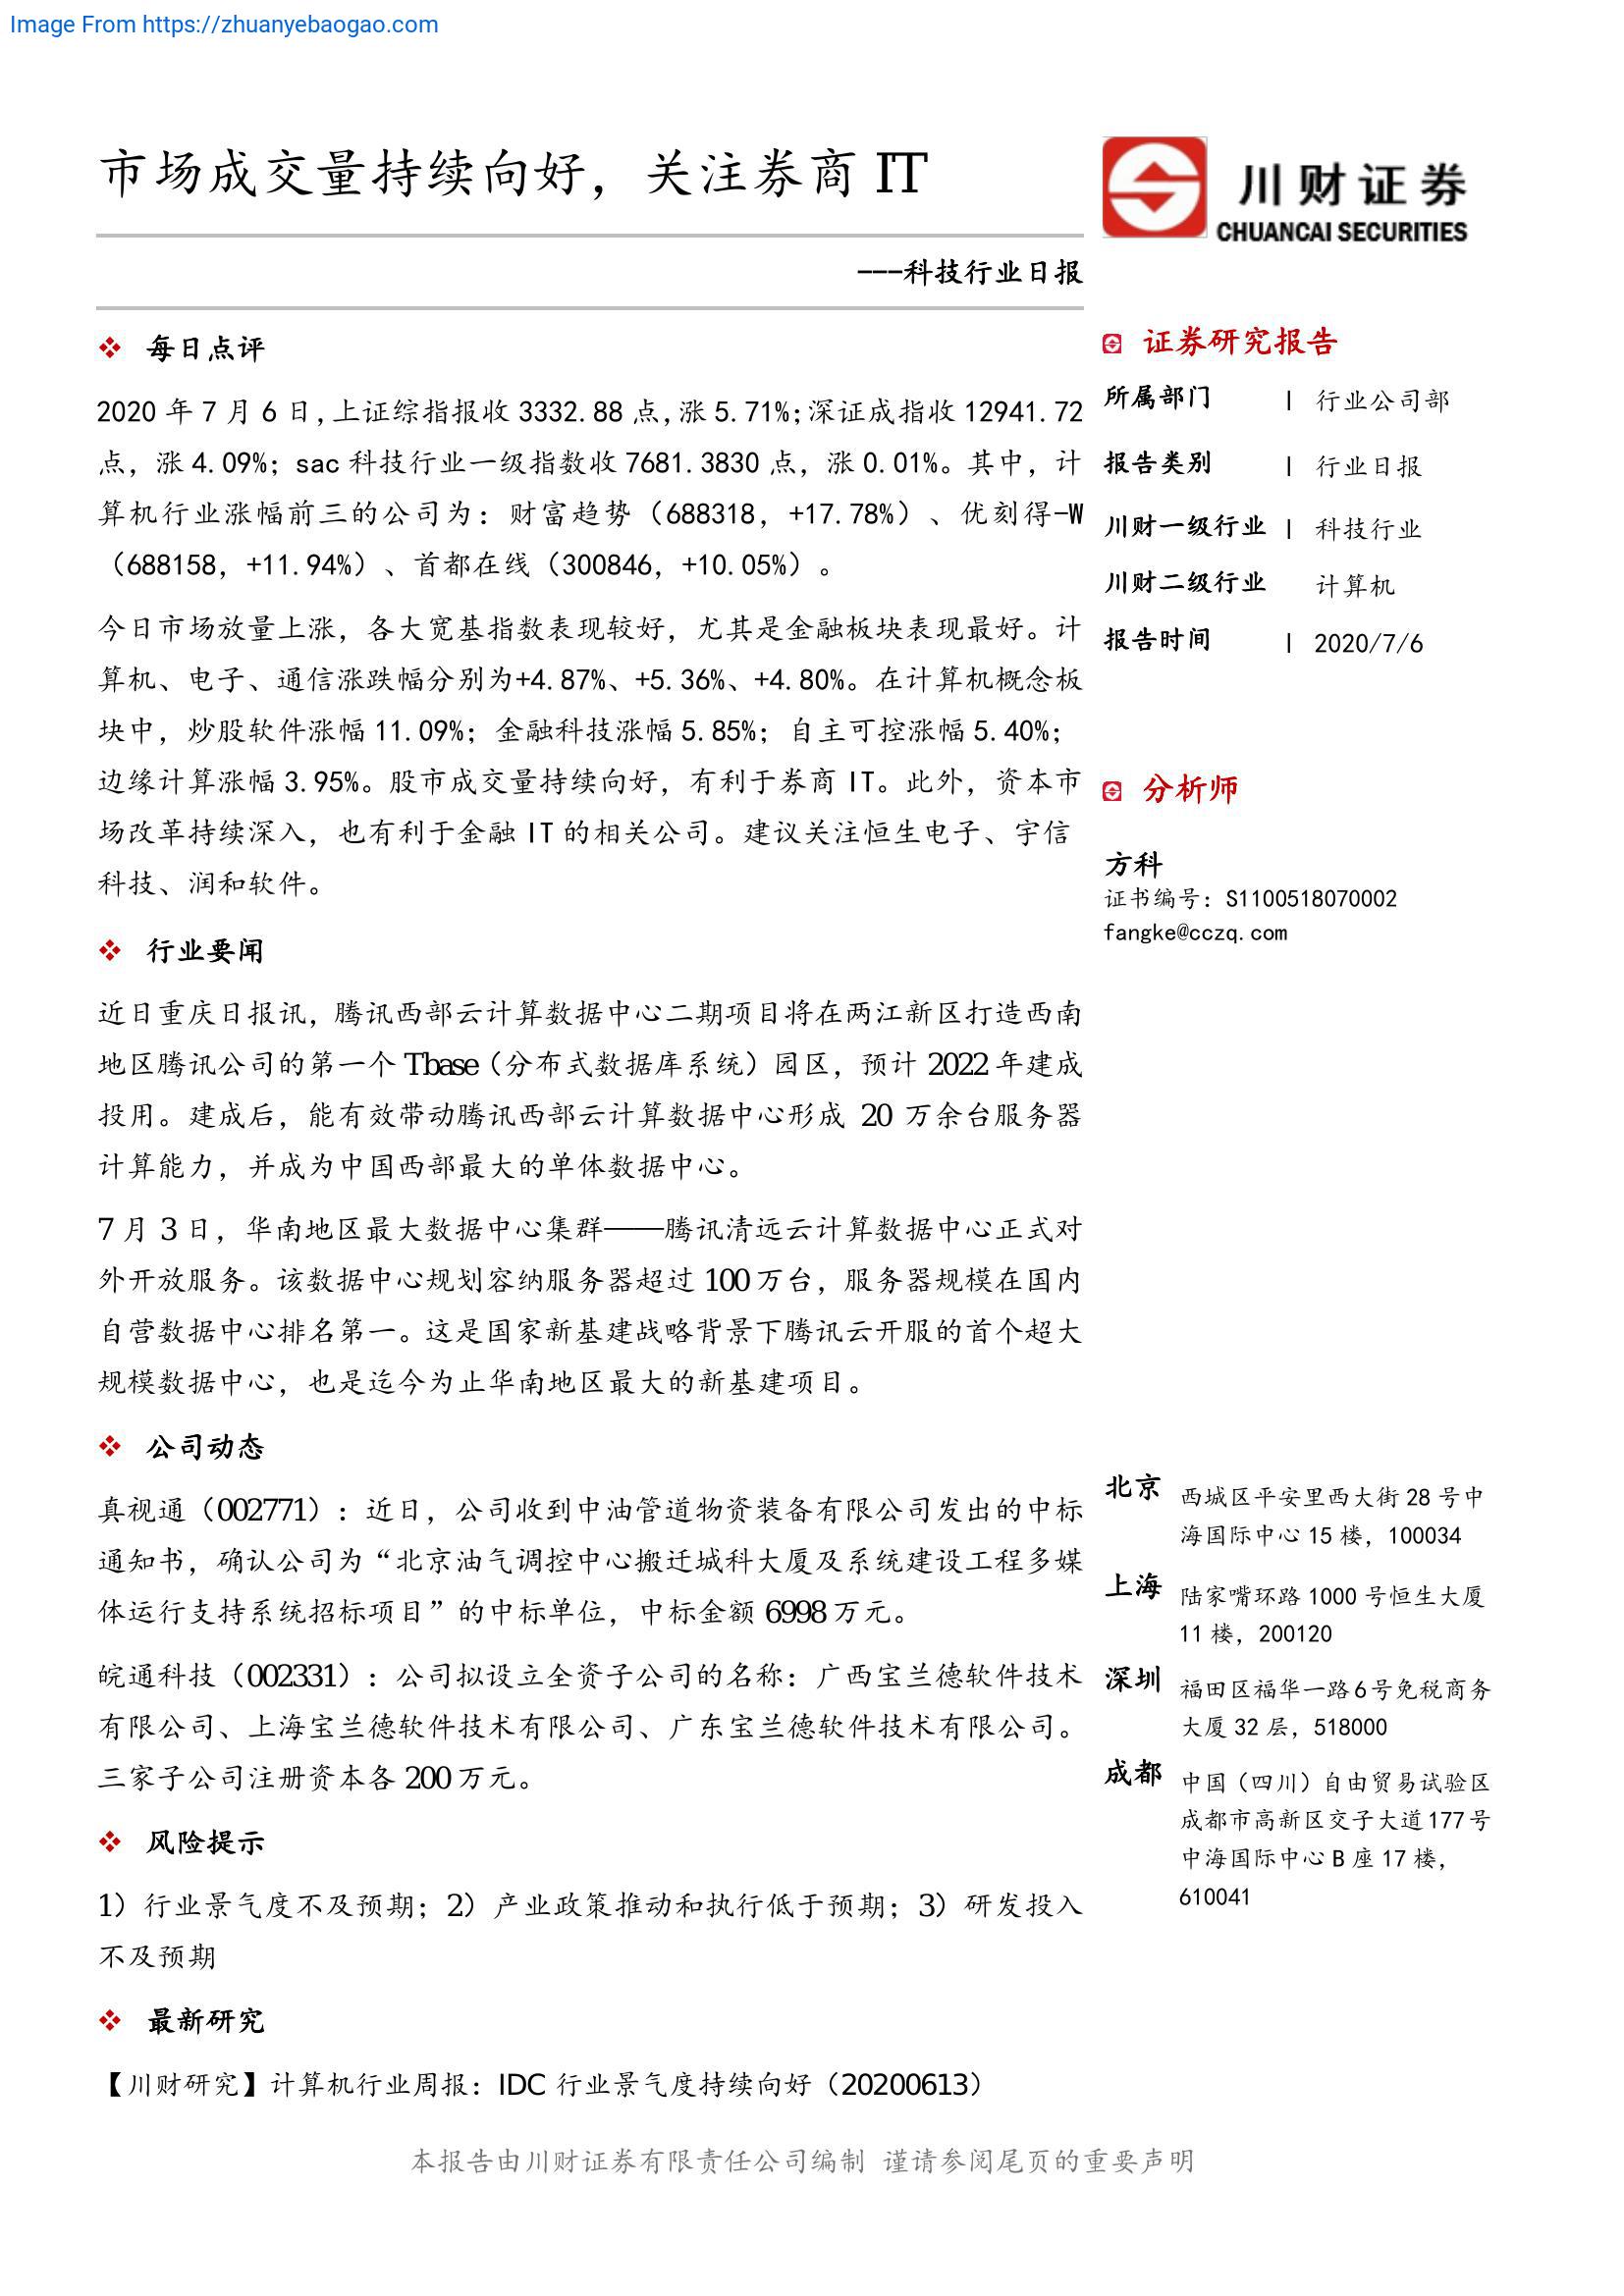 Image From https://zhuanyebaogao.com
市场成交量持续向好，关注券商 IT
---科技行业日报
每日点评
2020 年 7 月 6 日，上证综指报收 3332.88 点，涨 5.71%；深证成指收 12941.72
点，涨 4.09%；sac 科技行业一级指数收 7681.3830 点，涨 0.01%。其中，计
算机行业涨幅前三的公司为：财富趋势（688318，+17.78%）、优刻得-W
（688158，+11.94%）、首都在线（300846，+10.05%）。
今日市场放量上涨，各大宽基指数表现较好，尤其是金融板块表现最好。计
算机、电子、通信涨跌幅分别为+4.87%、+5.36%、+4.80%。在计算机概念板
块中，炒股软件涨幅 11.09%；金融科技涨幅 5.85%；自主可控涨幅 5.40%；
边缘计算涨幅 3.95%。股市成交量持续向好，有利于券商 IT。此外，资本市
场改革持续深入，也有利于金融 IT 的相关公司。建议关注恒生电子、宇信
科技、润和软件。
行业要闻
近日重庆日报讯，腾讯西部云计算数据中心二期项目将在两江新区打造西南
地区腾讯公司的第一个 Tbase（分布式数据库系统）园区，预计 2022 年建成
投用。建成后，能有效带动腾讯西部云计算数据中心形成 20 万余台服务器
计算能力，并成为中国西部最大的单体数据中心。
7 月 3 日，华南地区最大数据中心集群——腾讯清远云计算数据中心正式对
外开放服务。该数据中心规划容纳服务器超过 100 万台，服务器规模在国内
自营数据中心排名第一。这是国家新基建战略背景下腾讯云开服的首个超大
规模数据中心，也是迄今为止华南地区最大的新基建项目。
公司动态
真视通（002771）：近日，公司收到中油管道物资装备有限公司发出的中标
通知书，确认公司为“北京油气调控中心搬迁城科大厦及系统建设工程多媒
体运行支持系统招标项目”的中标单位，中标金额 6998 万元。
皖通科技（002331）：公司拟设立全资子公司的名称：广西宝兰德软件技术
有限公司、上海宝兰德软件技术有限公司、广东宝兰德软件技术有限公司。
三家子公司注册资本各 200 万元。
风险提示
1）行业景气度不及预期；2）产业政策推动和执行低于预期；3）研发投入
不及预期
最新研究
【川财研究】计算机行业周报：IDC 行业景气度持续向好（20200613）
川财证券
CHUANCAI SECURITIES
证券研究报告
所属部门 | 行业公司部
报告类别 | 行业日报
川财一级行业 | 科技行业
川财二级行业 计算机
报告时间 | 2020/7/6
分析师
方科
证书编号：S1100518070002
fangke@cczq.com
北京 西城区平安里西大街 28 号中
海国际中心 15 楼，100034
上海 陆家嘴环路 1000 号恒生大厦
11 楼，200120
深圳 福田区福华一路 6 号免税商务
大厦 32 层，518000
成都 中国（四川）自由贸易试验区
成都市高新区交子大道 177 号
中海国际中心 B 座 17 楼，
610041
本报告由川财证券有限责任公司编制 谨请参阅尾页的重要声明